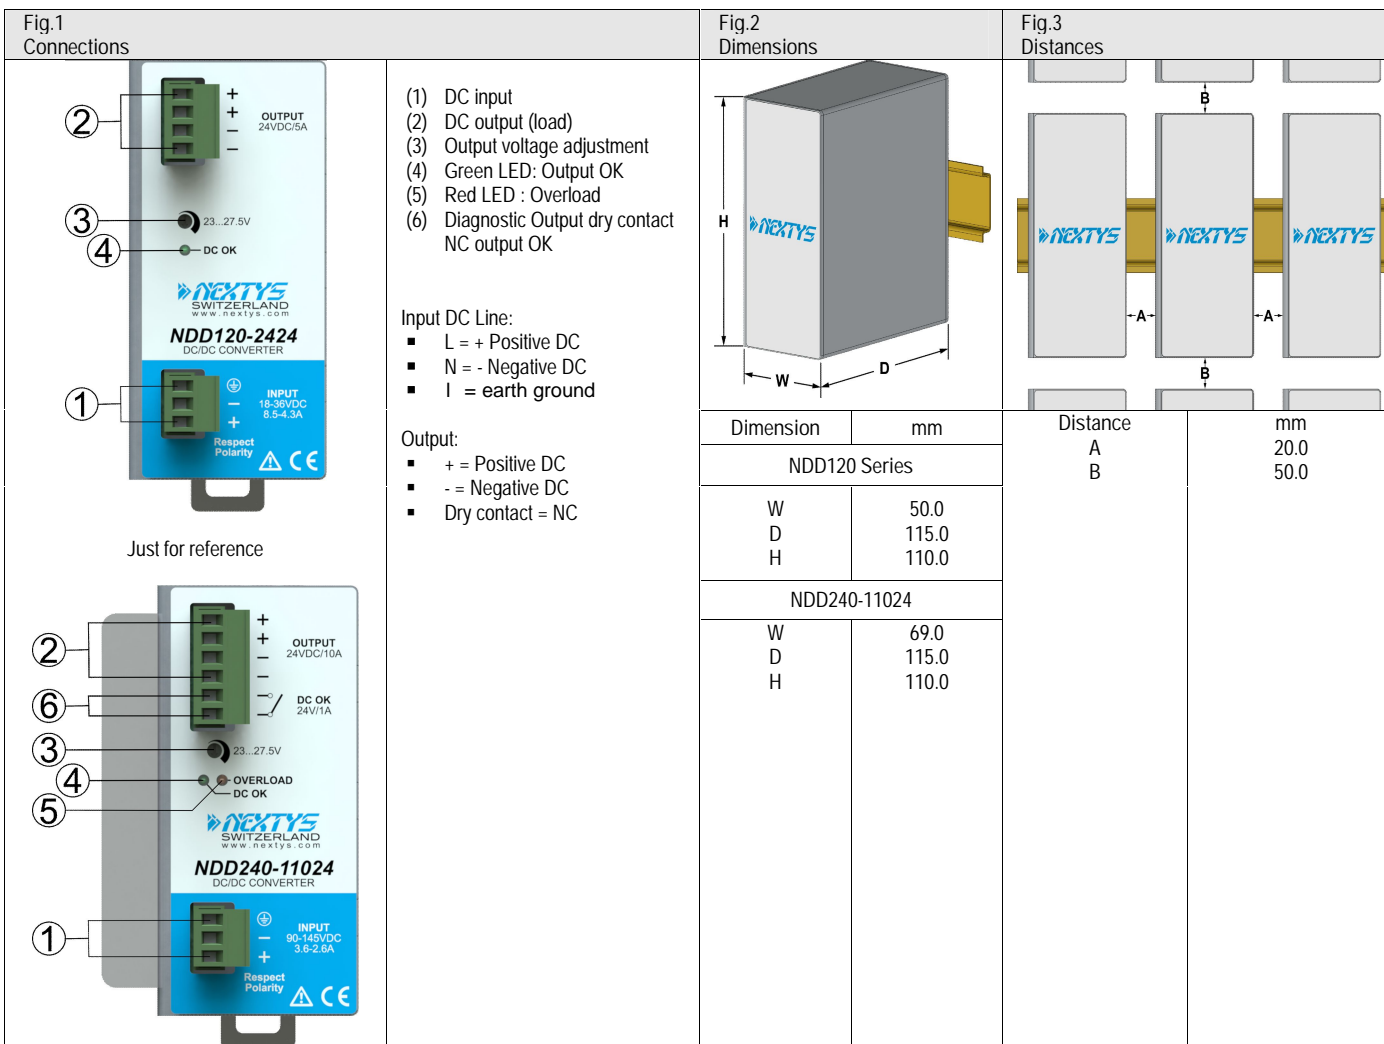 Fig.1
Connections
2
+
+
−
−
OUTPUT
24VDC/5A
3
23...27.5V
4
DC OK
NEXTYS
SWITZERLAND
www.nextys.com
NDD120-2424
DC/DC CONVERTER
1
−
+
INPUT
18-36VDC
8.5-4.3A
Respect
Polarity
CE
Just for reference
2
+
+
−
−
OUTPUT
24VDC/10A
6
DC OK
24V/1A
3
23...27.5V
4
OVERLOAD
DC OK
5
NEXTYS
SWITZERLAND
www.nextys.com
NDD240-11024
DC/DC CONVERTER
1
−
+
INPUT
90-145VDC
3.6-2.6A
Respect
Polarity
CE
(1) DC input
(2) DC output (load)
(3) Output voltage adjustment
(4) Green LED: Output OK
(5) Red LED : Overload
(6) Diagnostic Output dry contact
NC output OK
Input DC Line:
▪ L = + Positive DC
▪ N = - Negative DC
▪ I = earth ground
Output:
▪ + = Positive DC
▪ - = Negative DC
▪ Dry contact = NC
Fig.2
Dimensions
H
NEXTYS
W
D
Dimension mm
NDD120 Series
W 50.0
D 115.0
H 110.0
NDD240-11024
W 69.0
D 115.0
H 110.0
Fig.3
Distances
B
NEXTYS NEXTYS NEXTYS
A A
B
Distance mm
A 20.0
B 50.0